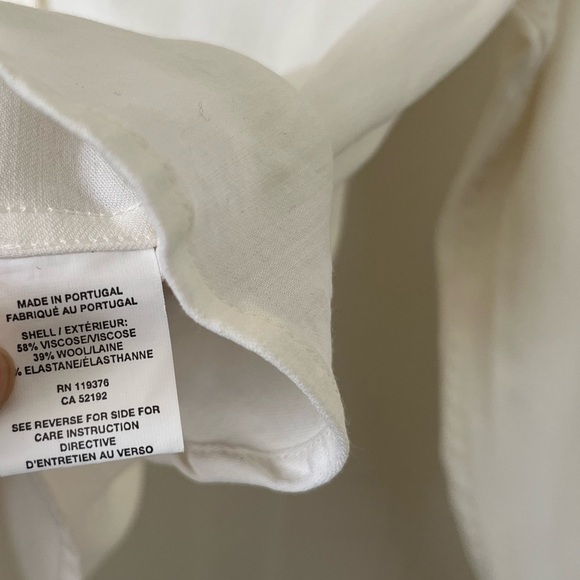 MADE IN PORTUGAL
FABRIQUÉ AU PORTUGAL
SHELL / EXTÉRIEUR:
58% VISCOSE/VISCOSE
39% WOOL/LAINE
% ELASTANE/ÉLASTHANNE
RN 119376
CA 52192
SEE REVERSE FOR SIDE FOR
CARE INSTRUCTION
DIRECTIVE
D'ENTRETIEN AU VERSO